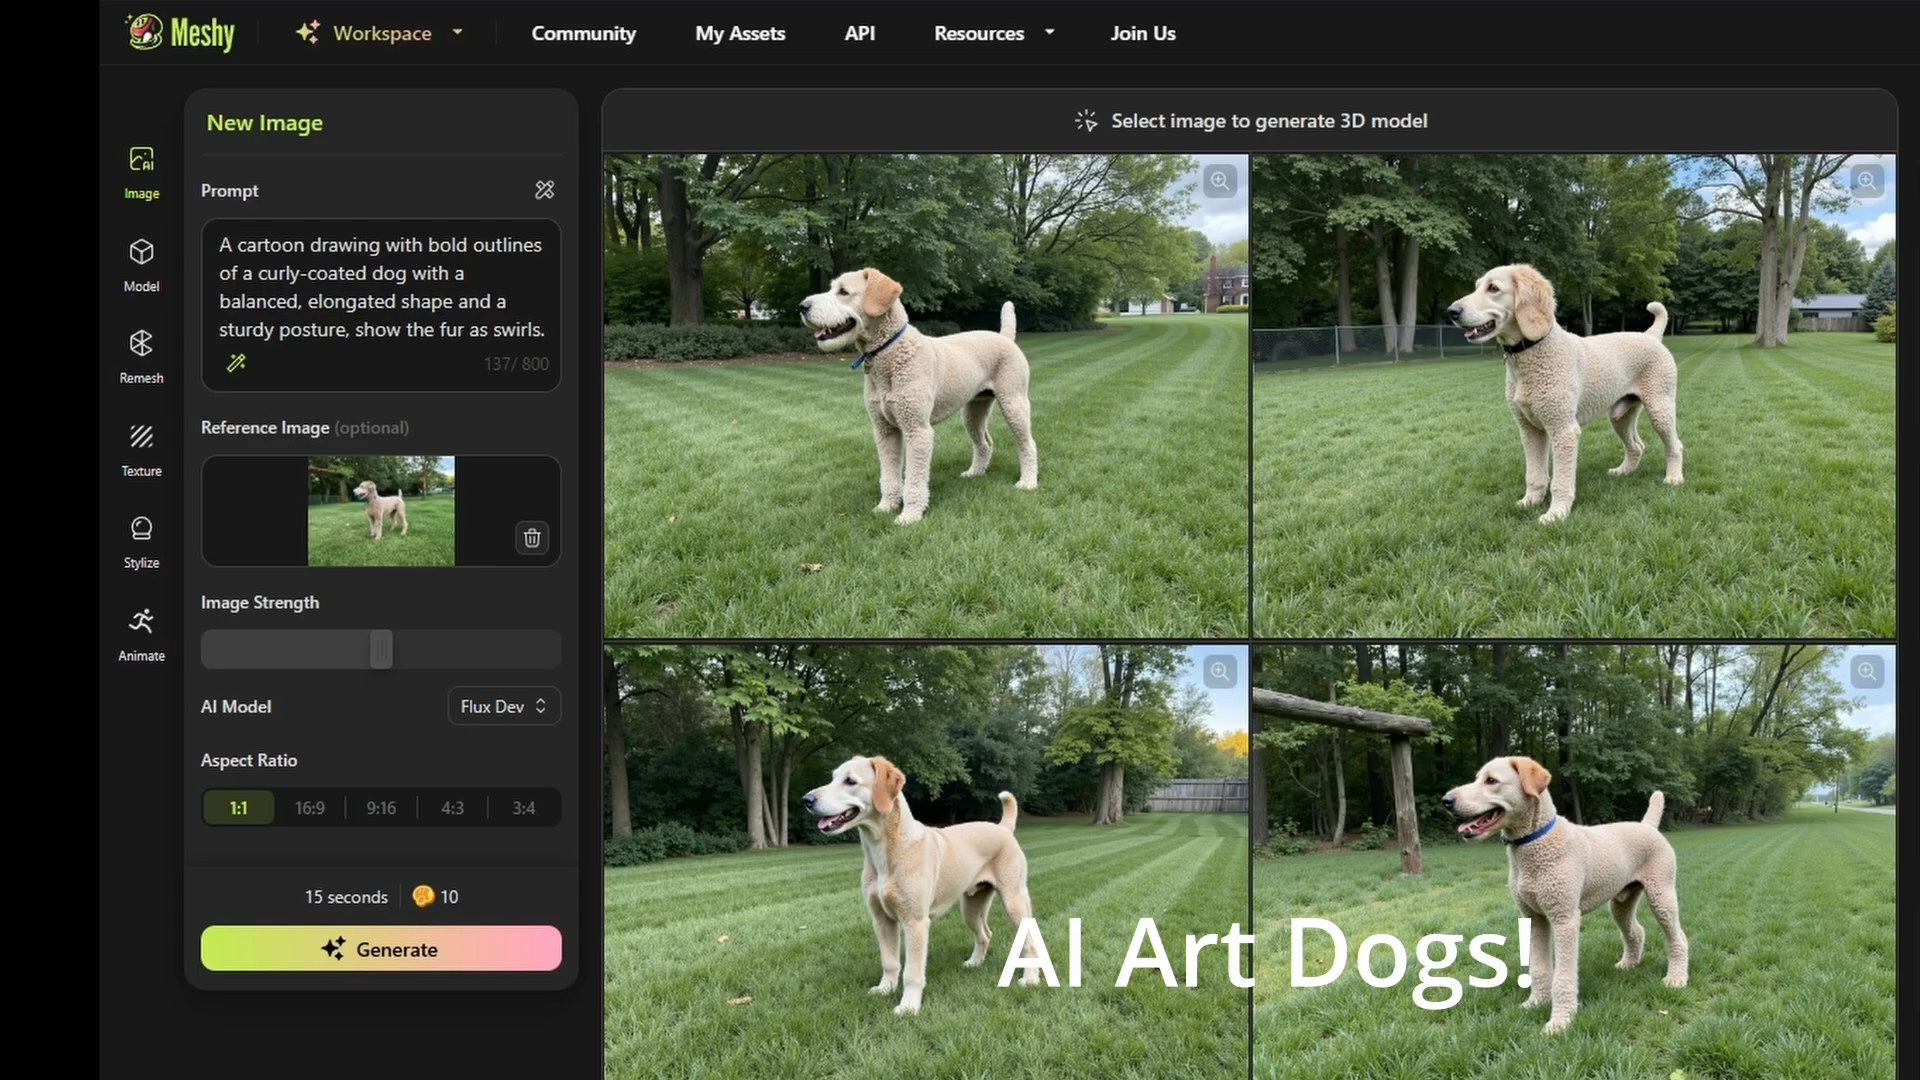 Meshy
Workspace
Community
My Assets
API
Resources
Join Us
New Image
Select image to generate 3D model
AI
Image
Model
Remesh
Texture
Stylize
Animate
Prompt
A cartoon drawing with bold outlines
of a curly-coated dog with a
balanced, elongated shape and a
sturdy posture, show the fur as swirls.
137/ 800
Reference Image (optional)
Image Strength
AI Model
Flux Dev
Aspect Ratio
1:1
16:9
9:16
4:3
3:4
15 seconds
10
Generate
AI Art Dogs!